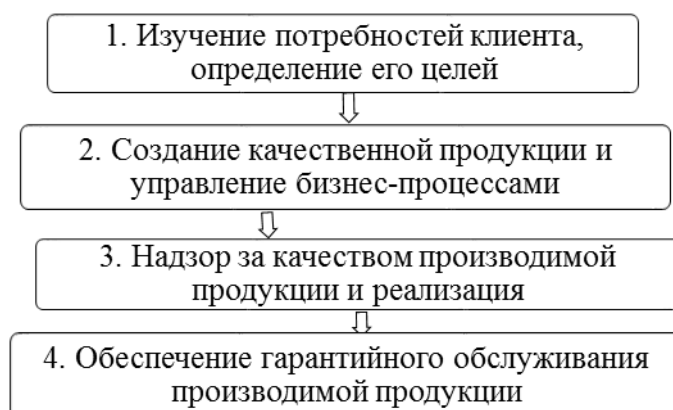 1. Изучение потребностей клиента,
определение его целей
2. Создание качественной продукции и
управление бизнес-процессами
3. Надзор за качеством производимой
продукции и реализация
4. Обеспечение гарантийного обслуживания
производимой продукции